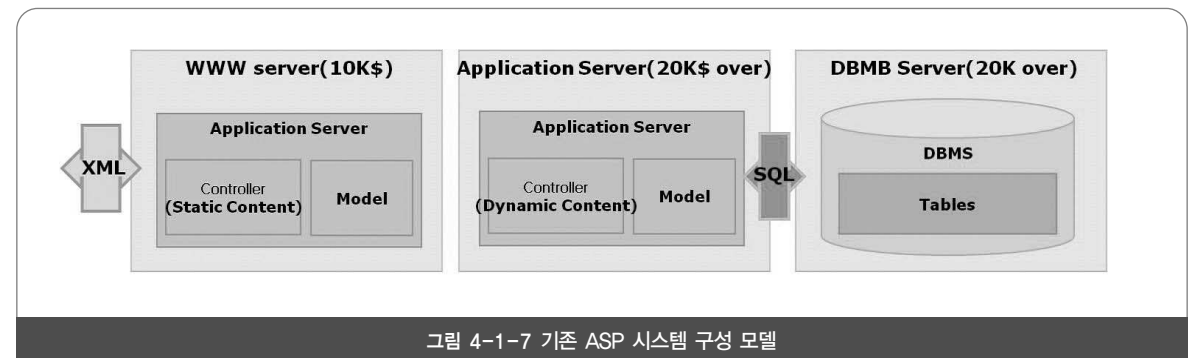 WWW server(10K$)
Application Server(20K$ over)
DBMB Server(20K over)
XML
Application Server
Controller
(Static Content)
Model
Application Server
Controller
(Dynamic Content)
Model
SQL
DBMS
Tables
그림 4-1-7 기존 ASP 시스템 구성 모델